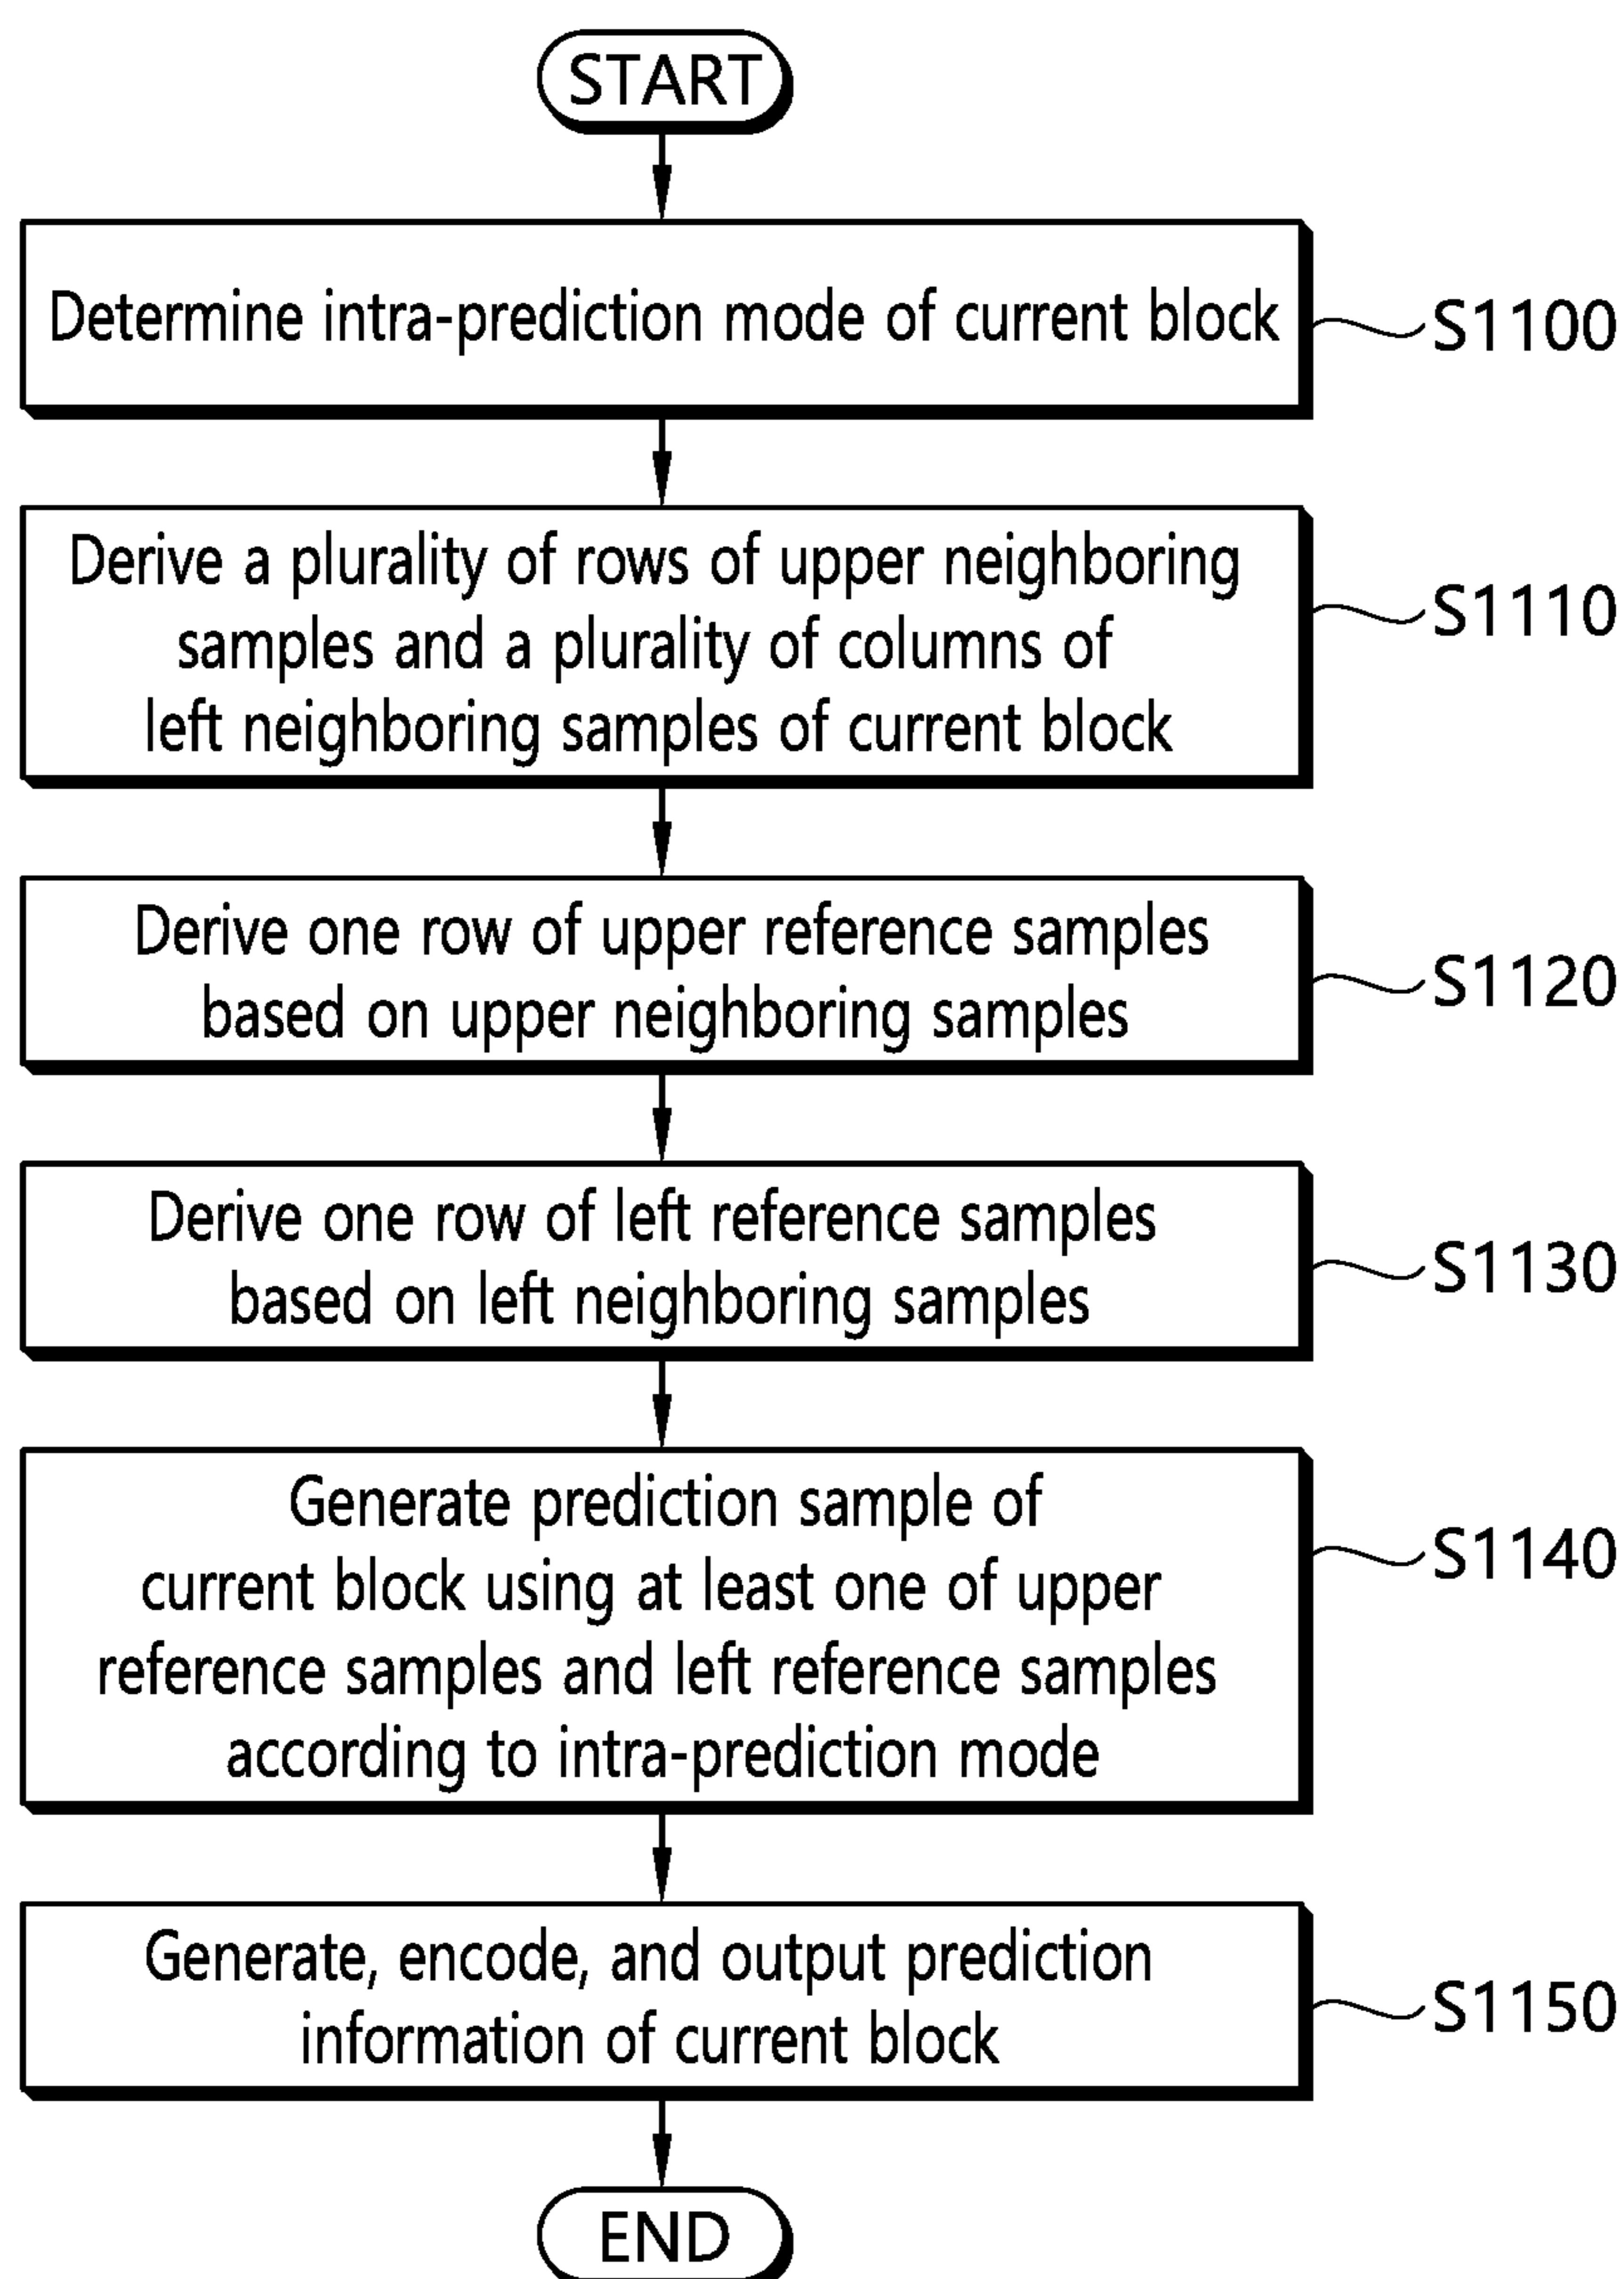 START
Determine intra-prediction mode of current block
S1100
Derive a plurality of rows of upper neighboring
samples and a plurality of columns of
left neighboring samples of current block
S1110
Derive one row of upper reference samples
based on upper neighboring samples
S1120
Derive one row of left reference samples
based on left neighboring samples
S1130
Generate prediction sample of
current block using at least one of upper
reference samples and left reference samples
according to intra-prediction mode
S1140
Generate, encode, and output prediction
information of current block
S1150
END